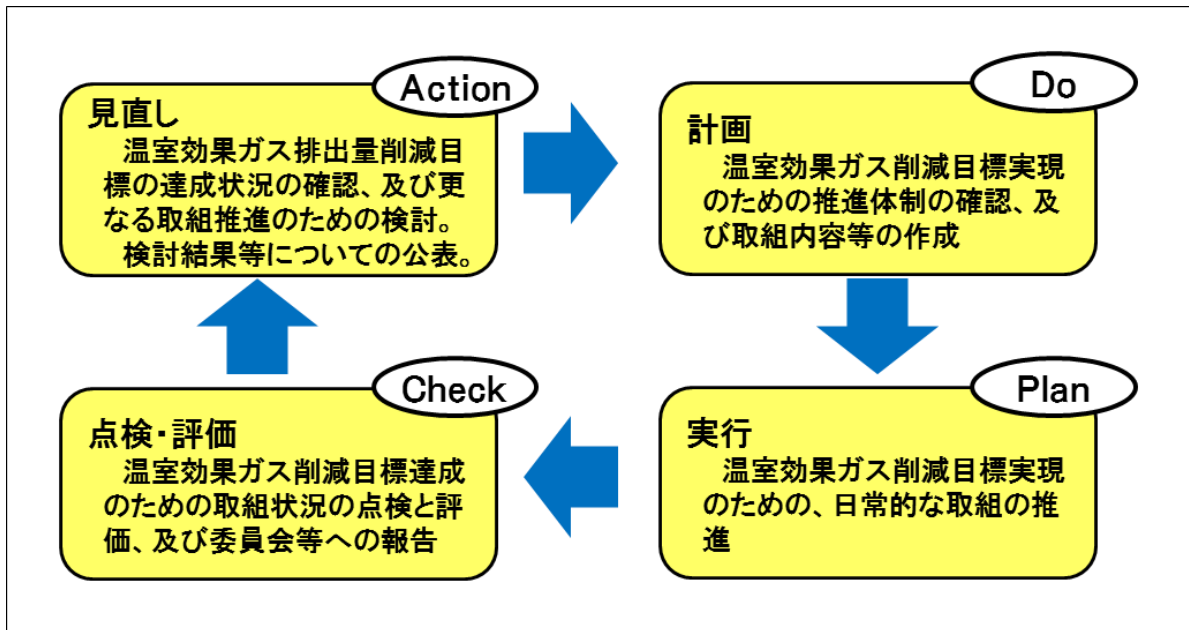 Action
見直し
温室効果ガス排出量削減目
標の達成状況の確認、及び更
なる取組推進のための検討。
検討結果等についての公表。
Do
計画
温室効果ガス削減目標実現
のための推進体制の確認、及
び取組内容等の作成
Check
点検・評価
温室効果ガス削減目標達成
のための取組状況の点検と評
価、及び委員会等への報告
Plan
実行
温室効果ガス削減目標実現
のための、日常的な取組の推
進